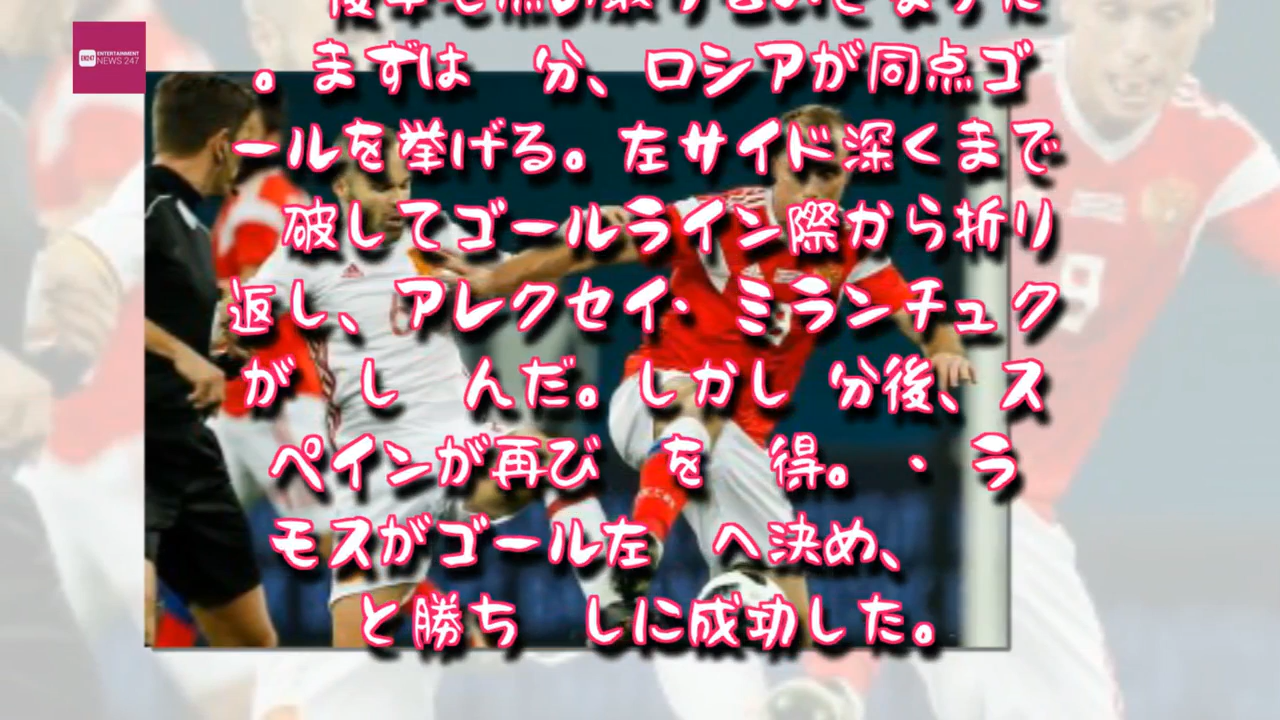 ENTERTAINMENT
NEWS 247
。まずは　分、ロシアが同点ゴ
ールを挙げる。左サイド深くまで
破してゴールライン際から折り
返し、アレクセイ・ミランチュク
が　し　んだ。しかし　分後、ス
ペインが再び　を　得。・ラ
モスがゴール左　へ決め、
と勝ち　しに成功した。